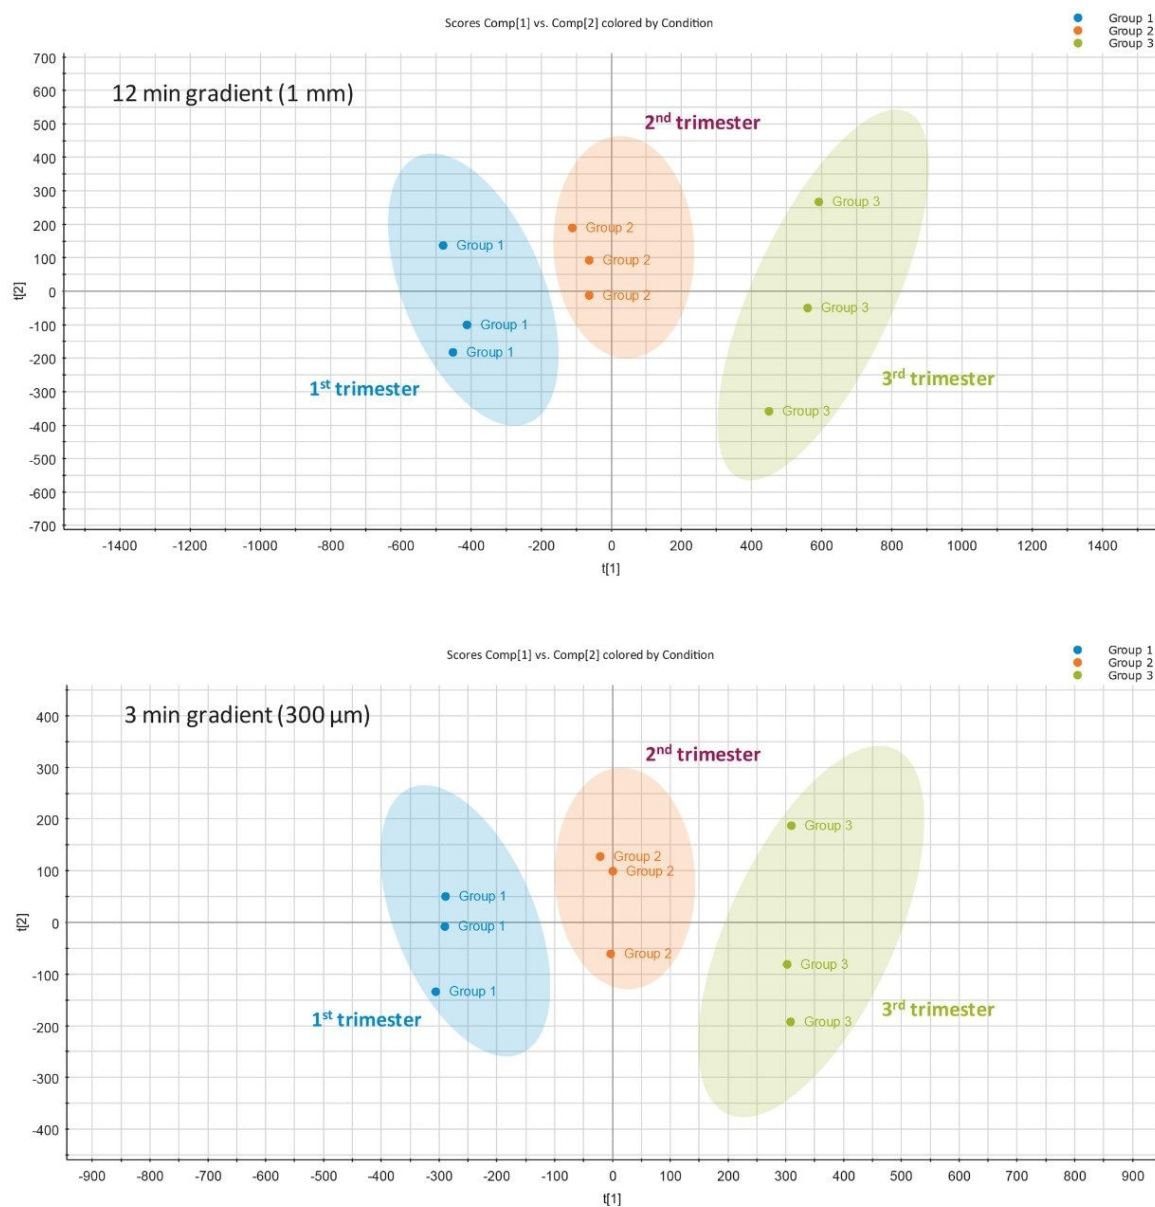 Scores Comp[1] vs. Comp[2] colored by Condition
Group 1
Group 2
Group 3
12 min gradient (1 mm)
2nd trimester
1st trimester
3rd trimester
Group 1
Group 1
Group 1
Group 2
Group 2
Group 2
Group 3
Group 3
Group 3
t[2]
700
600
500
400
300
200
100
0
-100
-200
-300
-400
-500
-600
-700
-1400 -1200 -1000 -800 -600 -400 -200 0 200 400 600 800 1000 1200 1400
t[1]
Scores Comp[1] vs. Comp[2] colored by Condition
Group 1
Group 2
Group 3
3 min gradient (300 µm)
2nd trimester
1st trimester
3rd trimester
Group 1
Group 1
Group 1
Group 2
Group 2
Group 2
Group 3
Group 3
Group 3
t[2]
400
300
200
100
0
-100
-200
-300
-400
-900 -800 -700 -600 -500 -400 -300 -200 -100 0 100 200 300 400 500 600 700 800 900
t[1]